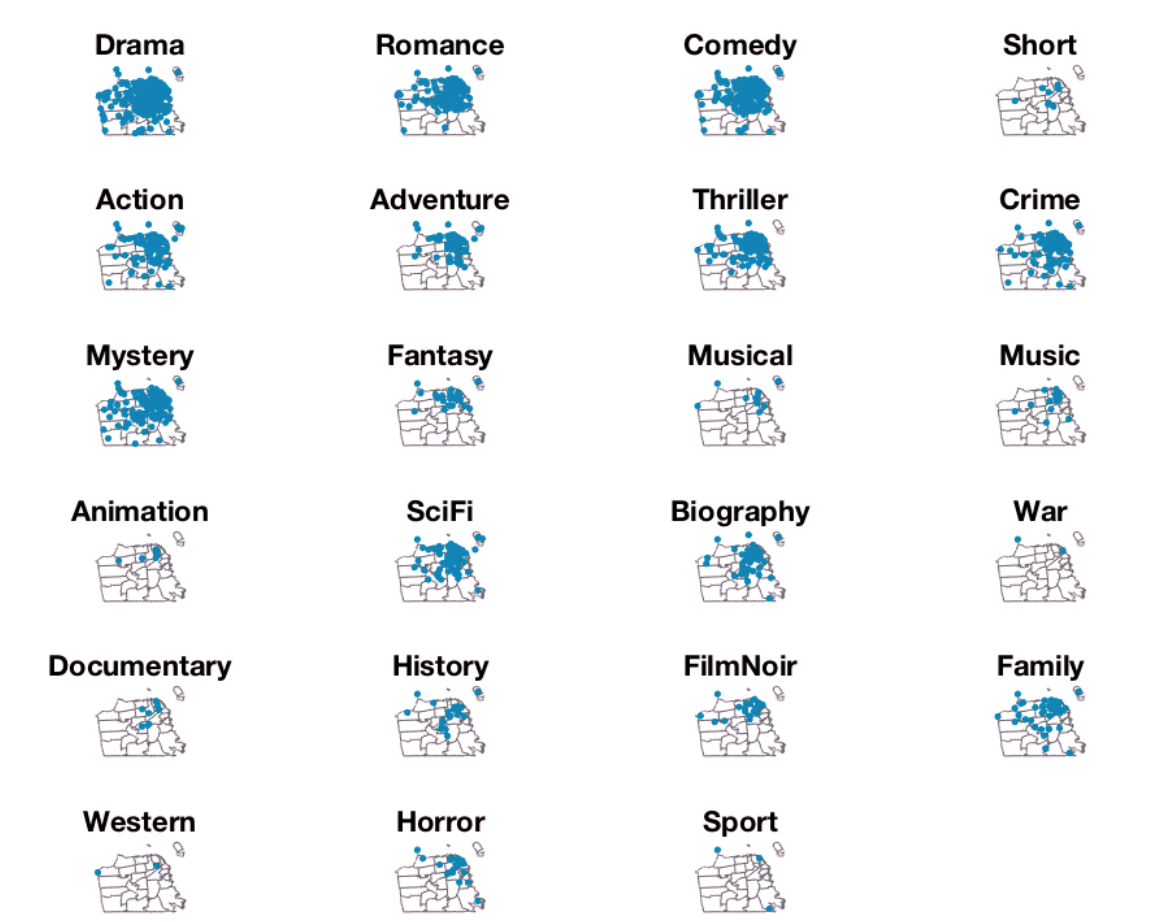 Drama Romance Comedy Short
Action Adventure Thriller Crime
Mystery Fantasy Musical Music
Animation SciFi Biography War
Documentary History FilmNoir Family
Western Horror Sport